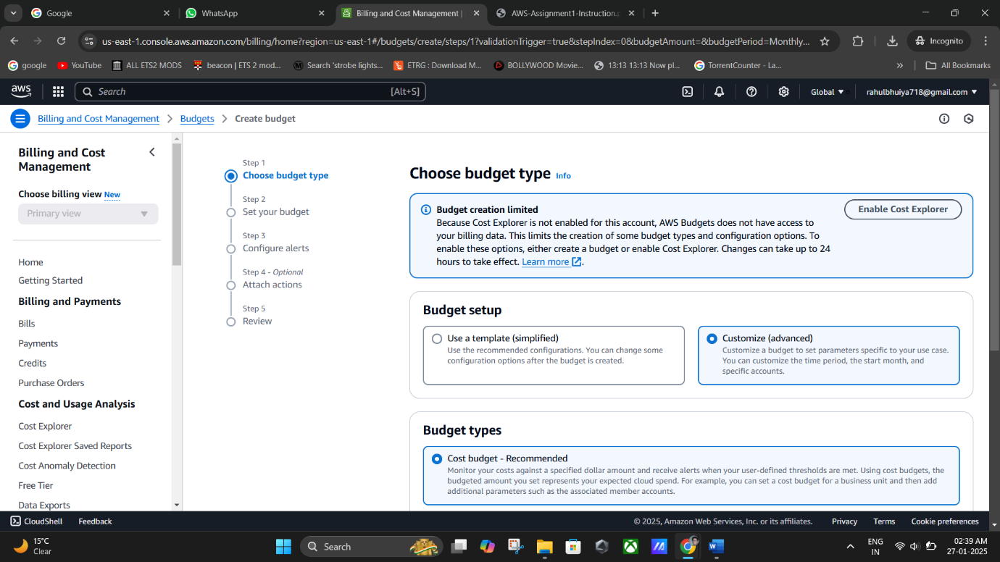 Google
WhatsApp
Billing and Cost Management |
AWS-Assignment1-Instruction.p
us-east-1.console.aws.amazon.com/billing/home?region=us-east-1#/budgets/create/steps/1?validationTrigger=true&stepIndex=0&budgetAmount=&budgetPeriod=Monthly...
Incognito
google
YouTube
ALL ETS2 MODS
beacon | ETS 2 mod...
Search 'strobe lights...
ETRG : Download M...
BOLLYWOOD Movie...
13:13 13:13 Now pl...
TorrentCounter - La...
All Bookmarks
aws
Search
[Alt+S]
Global
rahulbhuiya718@gmail.com
Billing and Cost Management
Budgets
Create budget
Billing and Cost
Management
Choose billing view New
Primary view
Home
Getting Started
Billing and Payments
Bills
Payments
Credits
Purchase Orders
Cost and Usage Analysis
Cost Explorer
Cost Explorer Saved Reports
Cost Anomaly Detection
Free Tier
Data Exports
Step 1
Choose budget type
Step 2
Set your budget
Step 3
Configure alerts
Step 4 - Optional
Attach actions
Step 5
Review
Choose budget type Info
Budget creation limited
Because Cost Explorer is not enabled for this account, AWS Budgets does not have access to
your billing data. This limits the creation of some budget types and configuration options. To
enable these options, either create a budget or enable Cost Explorer. Changes can take up to 24
hours to take effect. Learn more.
Enable Cost Explorer
Budget setup
Use a template (simplified)
Use the recommended configurations. You can change some
configuration options after the budget is created.
Customize (advanced)
Customize a budget to set parameters specific to your use case.
You can customize the time period, the start month, and
specific accounts.
Budget types
Cost budget - Recommended
Monitor your costs against a specified dollar amount and receive alerts when your user-defined thresholds are met. Using cost budgets, the
budgeted amount you set represents your expected cloud spend. For example, you can set a cost budget for a business unit and then add
additional parameters such as the associated member accounts.
CloudShell
Feedback
© 2025, Amazon Web Services, Inc. or its affiliates.
Privacy
Terms
Cookie preferences
15°C
Clear
Search
ENG
IN
02:39 AM
27-01-2025